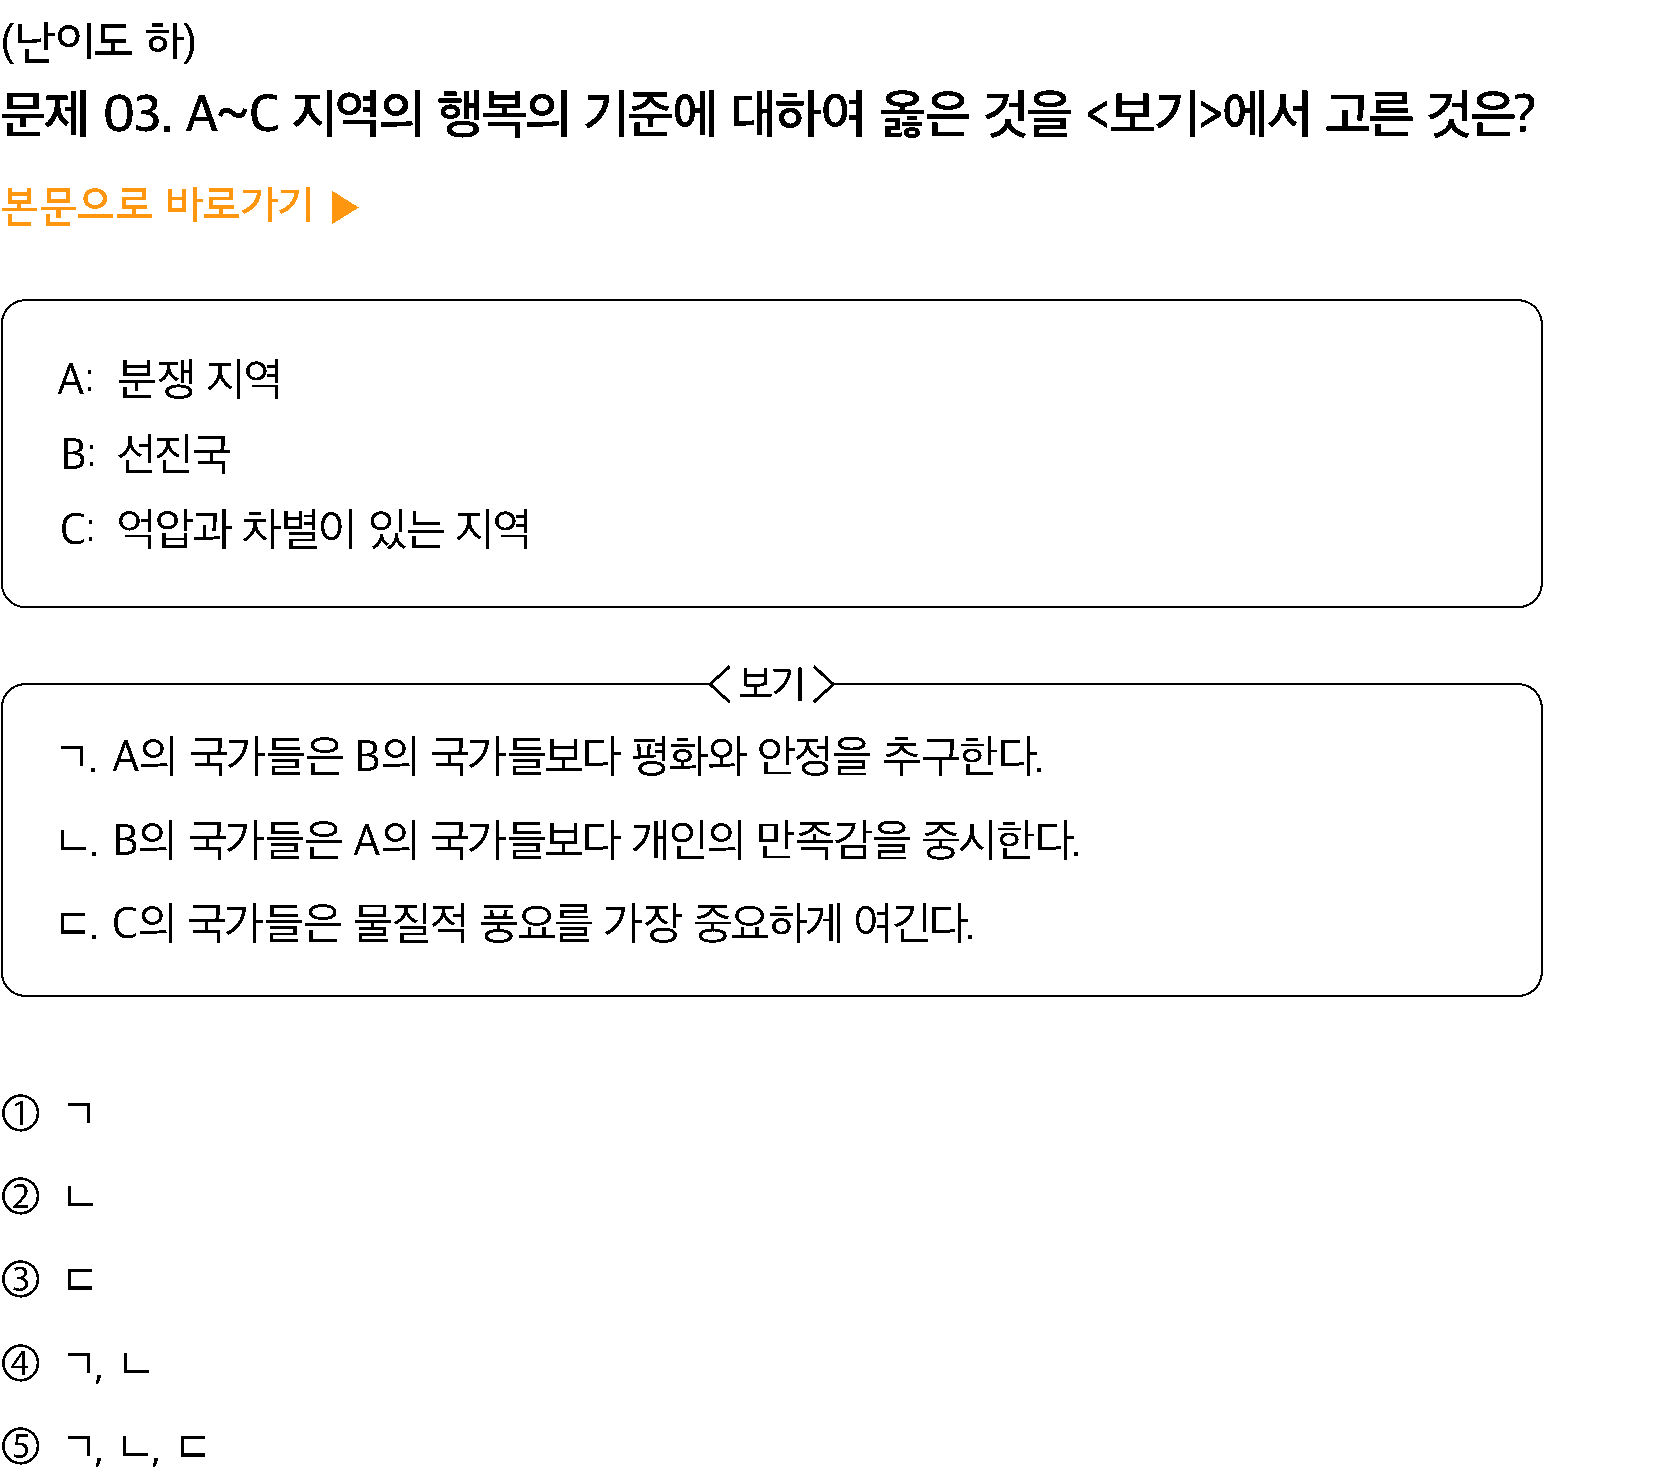 (난이도 하)
문제 03. A~C 지역의 행복의 기준에 대하여 옳은 것을 <보기>에서 고른 것은?
본문으로 바로가기 ▶
A: 분쟁 지역
B: 선진국
C: 억압과 차별이 있는 지역
<보기>
ㄱ. A의 국가들은 B의 국가들보다 평화와 안정을 추구한다.
ㄴ. B의 국가들은 A의 국가들보다 개인의 만족감을 중시한다.
ㄷ. C의 국가들은 물질적 풍요를 가장 중요하게 여긴다.
① ㄱ
② ㄴ
③ ㄷ
④ ㄱ, ㄴ
⑤ ㄱ, ㄴ, ㄷ